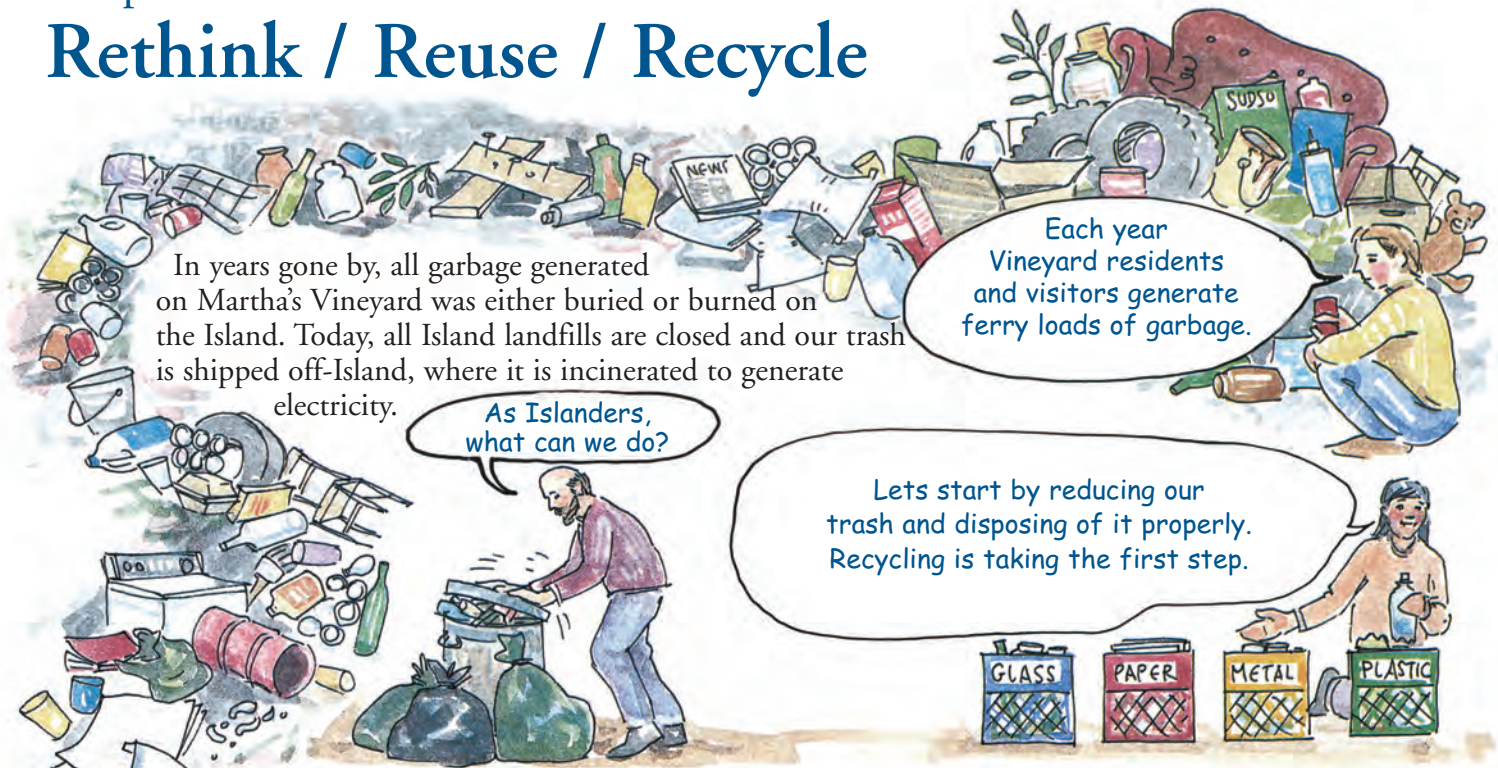 Rethink / Reuse / Recycle
SUDSO
NEWS
In years gone by, all garbage generated
on Martha's Vineyard was either buried or burned on
the Island. Today, all Island landfills are closed and our trash
is shipped off-Island, where it is incinerated to generate
electricity.
Each year
Vineyard residents
and visitors generate
ferry loads of garbage.
As Islanders,
what can we do?
Lets start by reducing our
trash and disposing of it properly.
Recycling is taking the first step.
GLASS
PAPER
METAL
PLASTIC